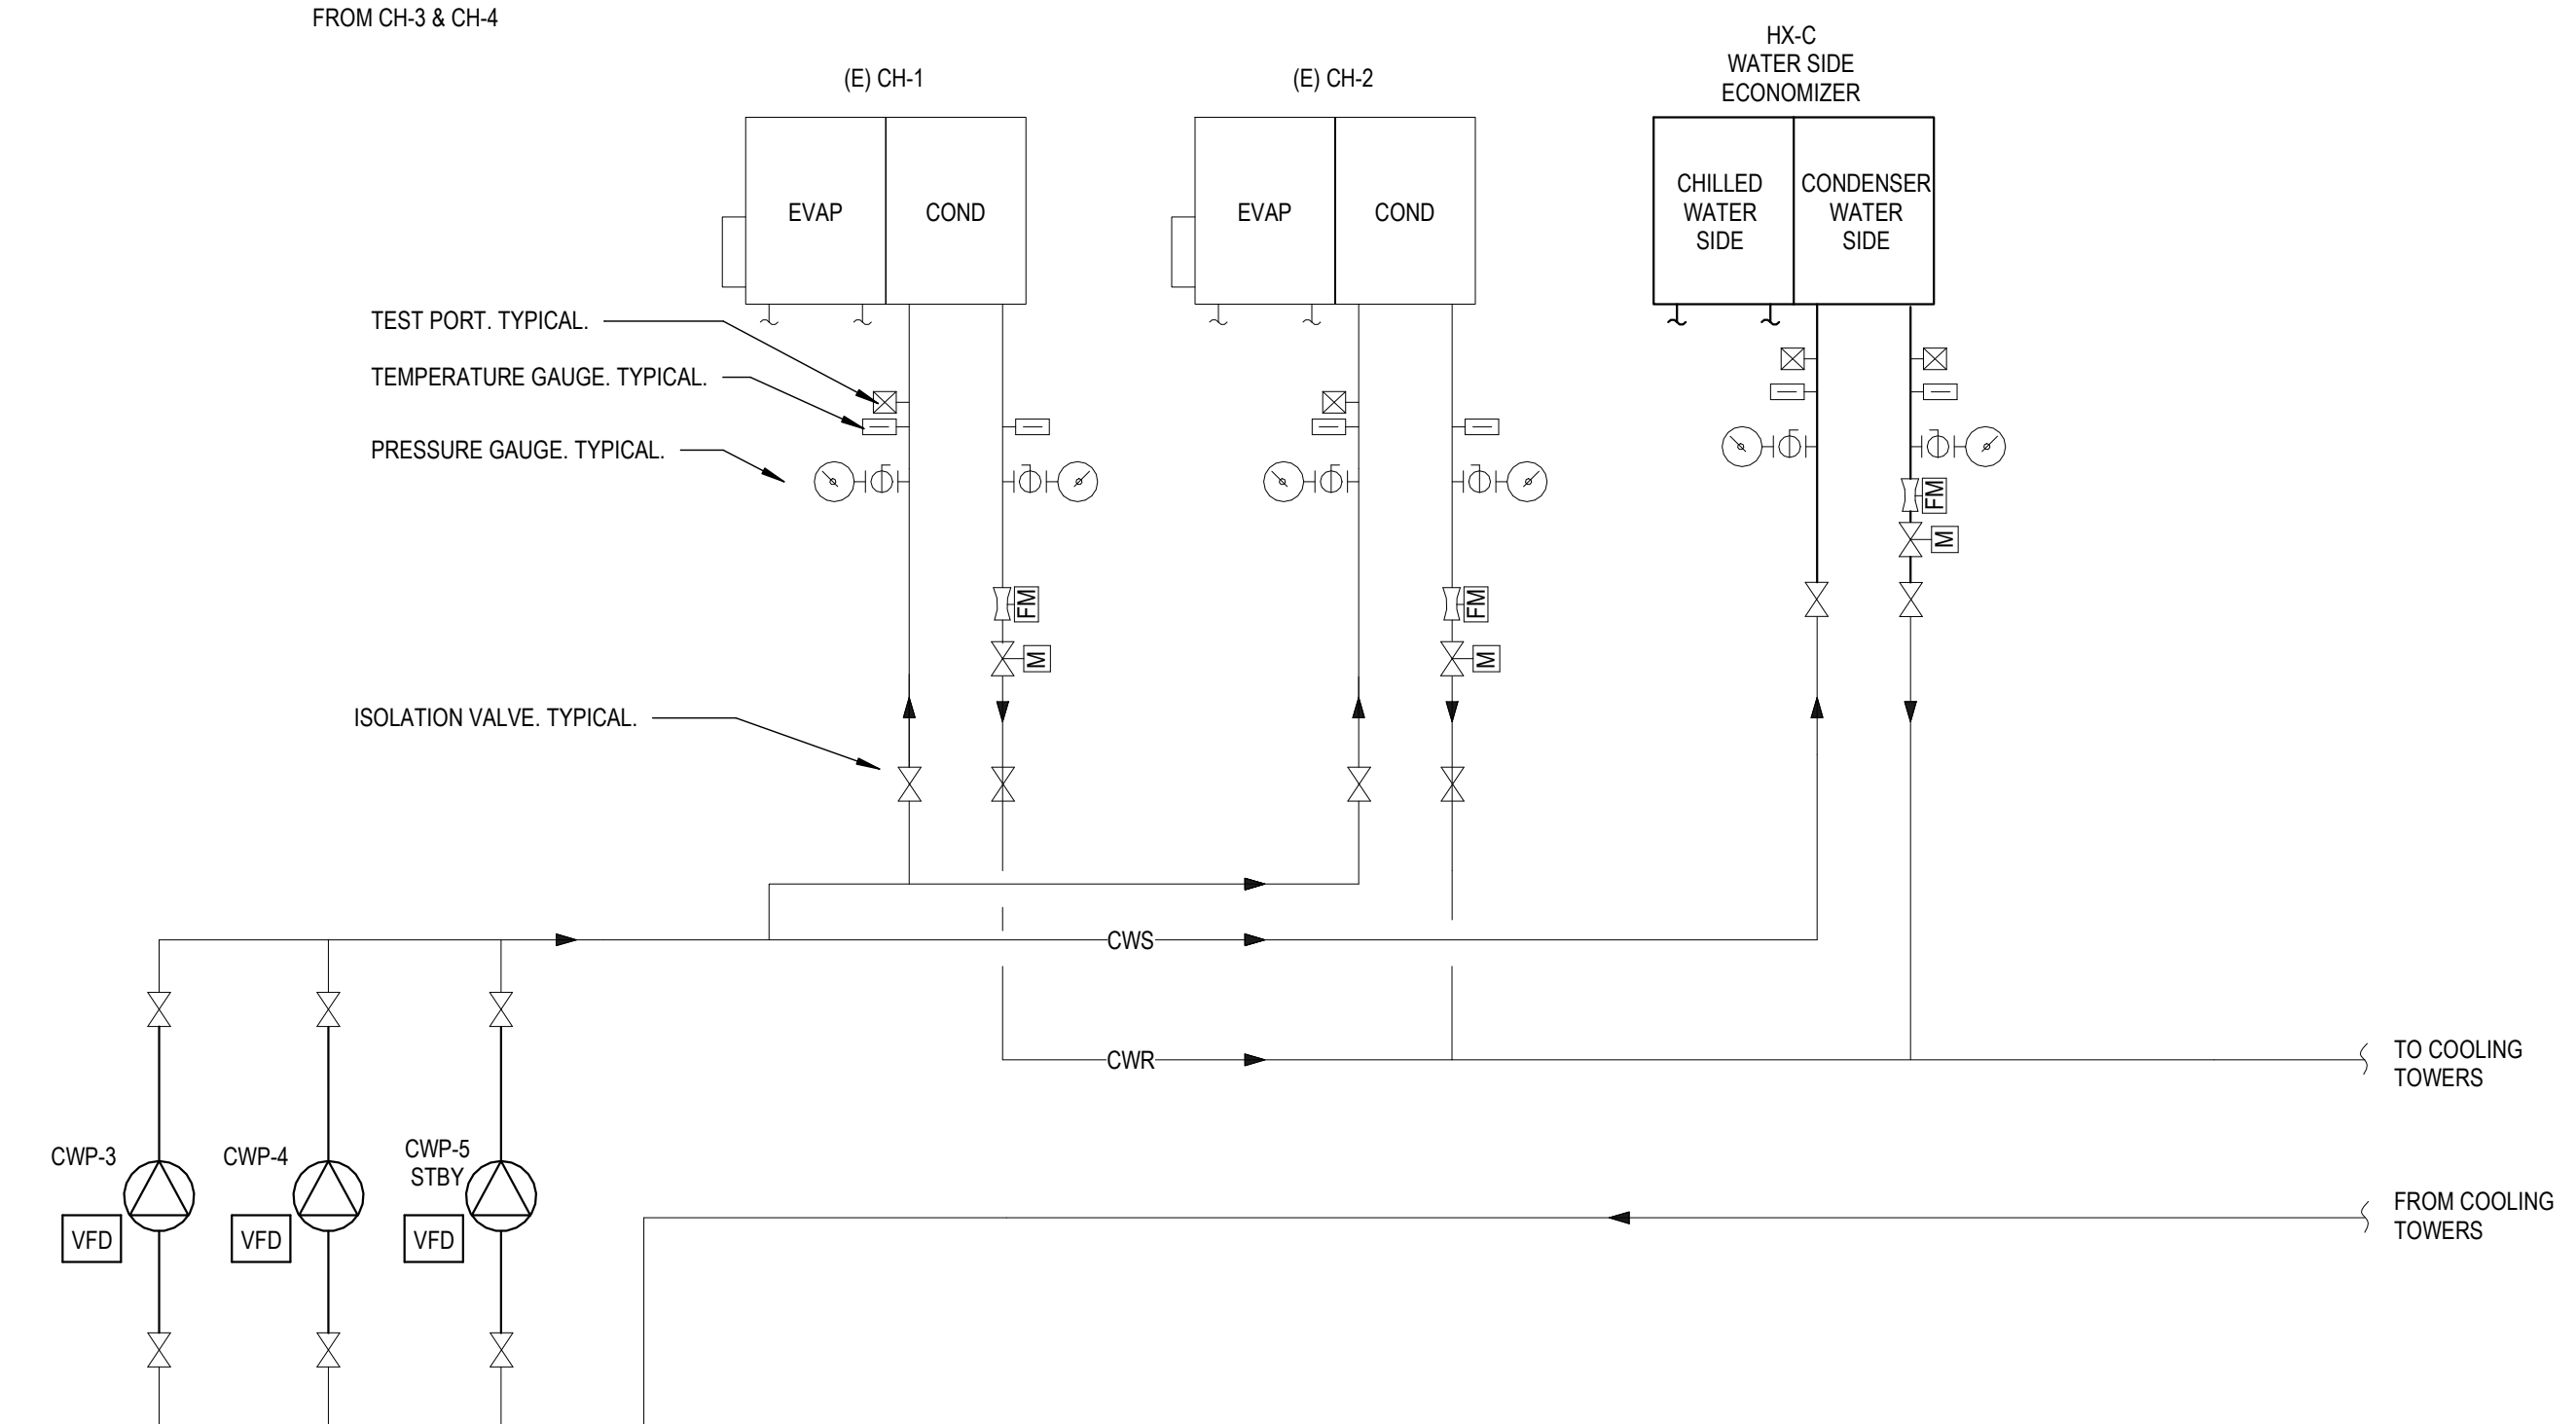 FROM CH-3 & CH-4
(E) CH-1
(E) CH-2
HX-C
WATER SIDE
ECONOMIZER
EVAP
COND
EVAP
COND
CHILLED
WATER
SIDE
CONDENSER
WATER
SIDE
TEST PORT. TYPICAL.
TEMPERATURE GAUGE. TYPICAL.
PRESSURE GAUGE. TYPICAL.
FM
M
FM
M
FM
M
ISOLATION VALVE. TYPICAL.
CWS
CWR
TO COOLING
TOWERS
CWP-3
VFD
CWP-4
VFD
CWP-5
STBY
VFD
FROM COOLING
TOWERS